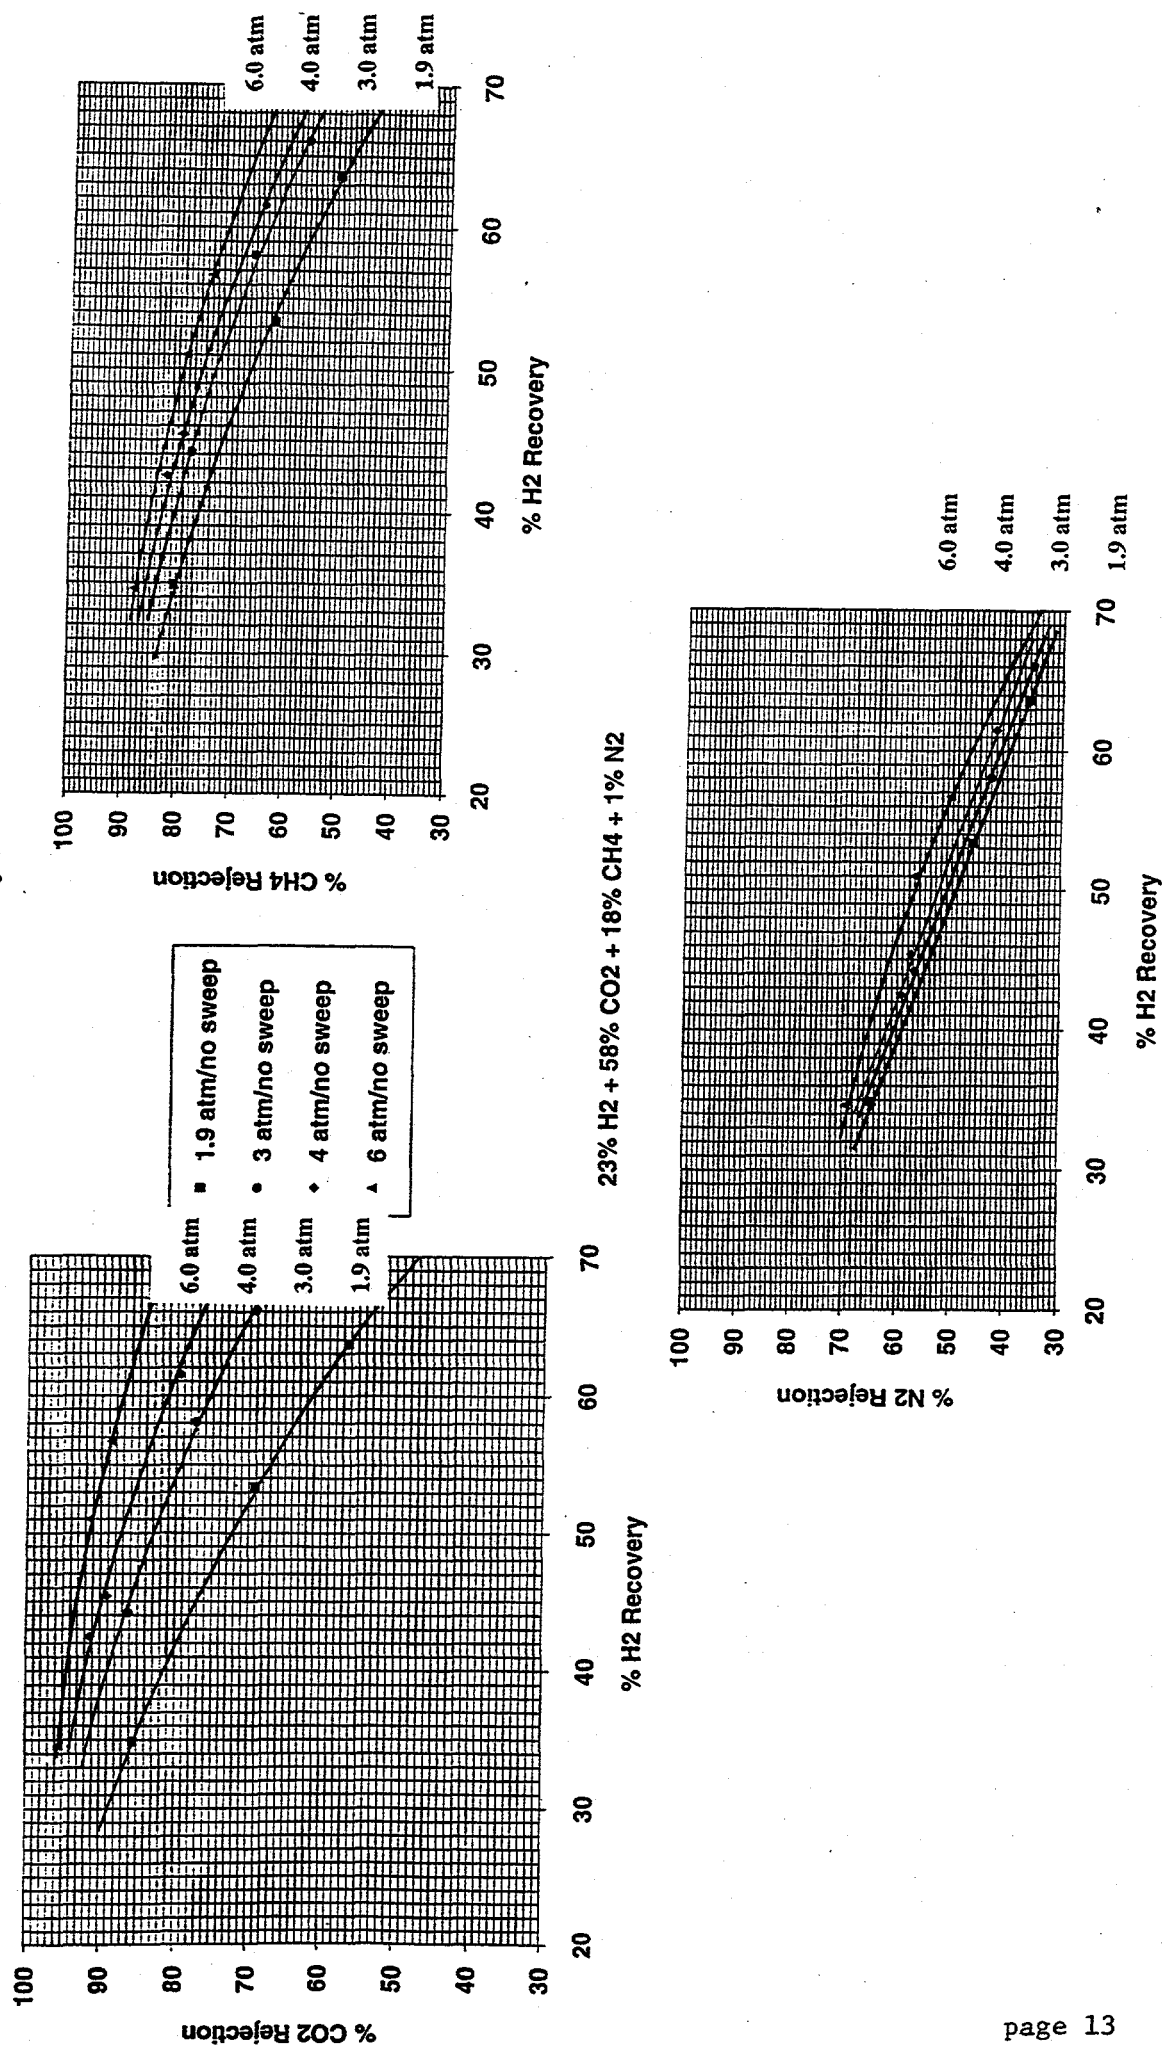 100
90
80
70
60
50
40
30
% CO2 Rejection
20
30
40
50
60
70
% H2 Recovery
6.0 atm
4.0 atm
3.0 atm
1.9 atm
1.9 atm/no sweep
3 atm/no sweep
4 atm/no sweep
6 atm/no sweep
100
90
80
70
60
50
40
30
% CH4 Rejection
20
30
40
50
60
70
% H2 Recovery
6.0 atm
4.0 atm
3.0 atm
1.9 atm
23% H2 + 58% CO2 + 18% CH4 + 1% N2
100
90
80
70
60
50
40
30
% N2 Rejection
20
30
40
50
60
70
% H2 Recovery
6.0 atm
4.0 atm
3.0 atm
1.9 atm
page 13